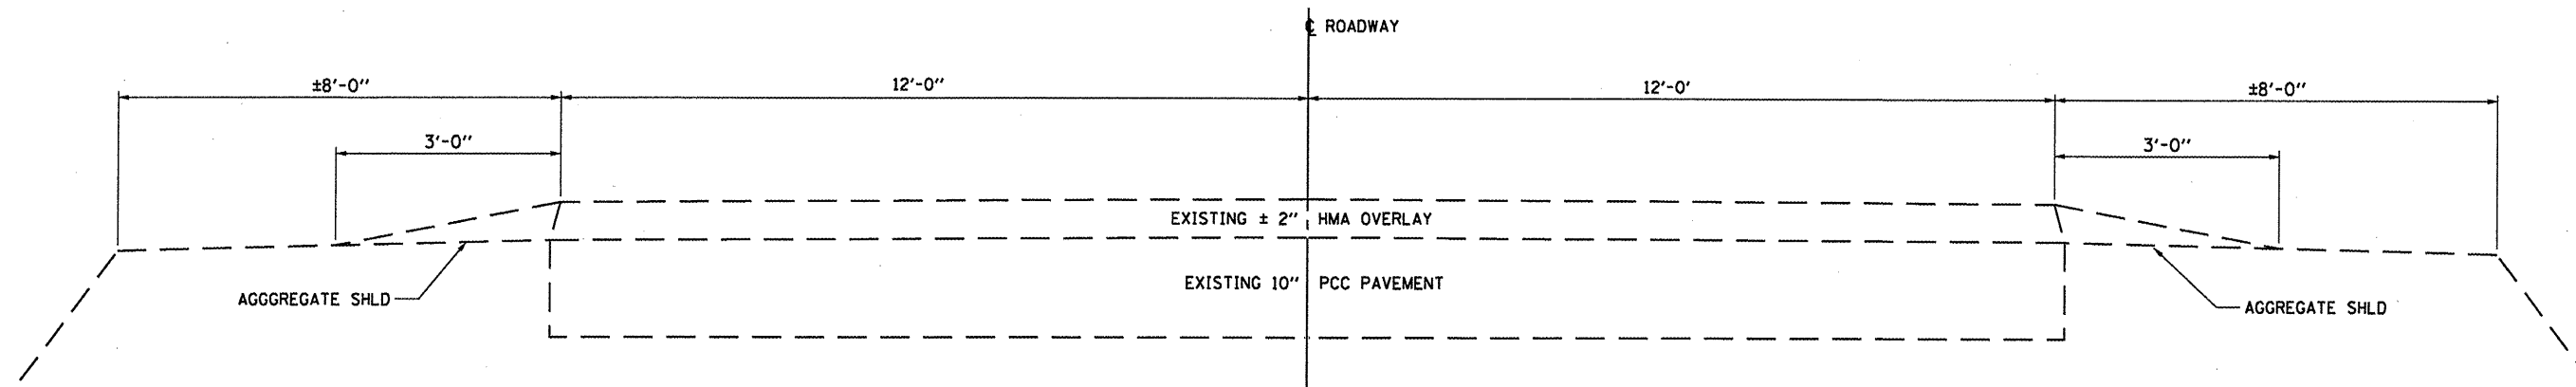 ℄ ROADWAY
±8'-0" 12'-0" 12'-0' ±8'-0"
3'-0" 3'-0"
EXISTING ± 2" HMA OVERLAY
EXISTING 10" PCC PAVEMENT
AGGGREGATE SHLD
AGGREGATE SHLD